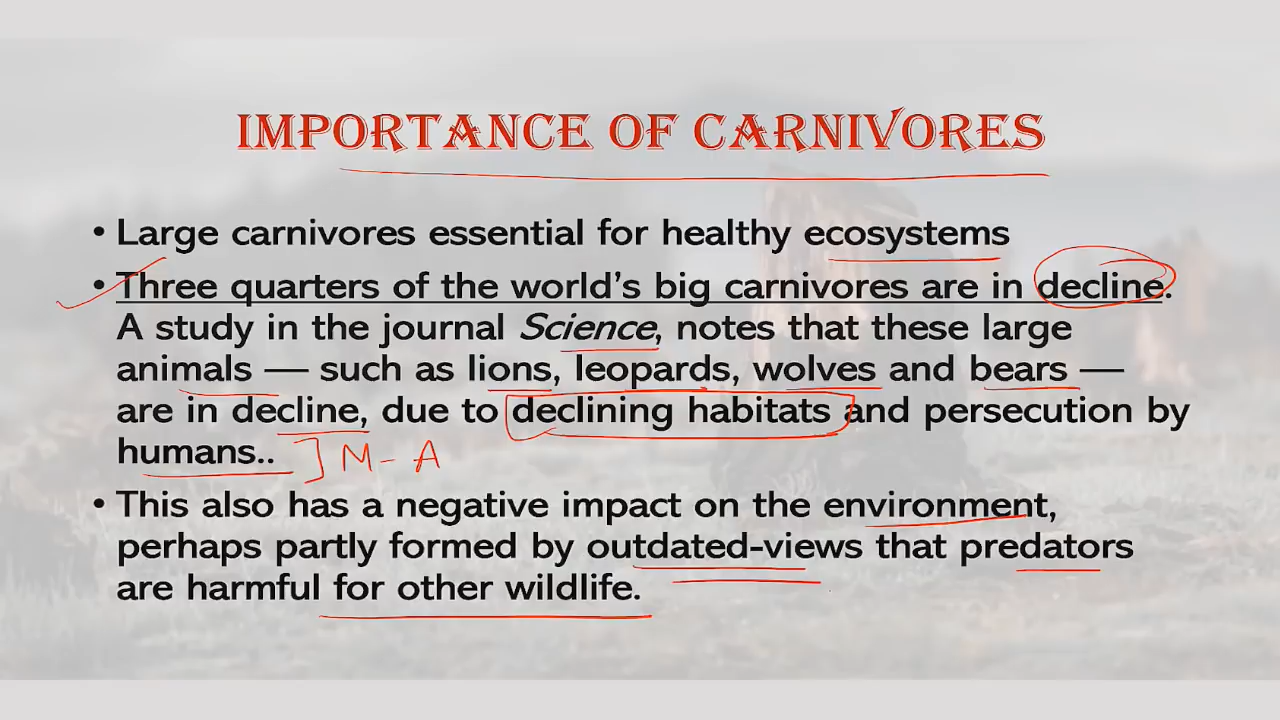 IMPORTANCE OF CARNIVORES
• Large carnivores essential for healthy ecosystems
• Three quarters of the world's big carnivores are in decline.
A study in the journal Science, notes that these large
animals — such as lions, leopards, wolves and bears —
are in decline, due to declining habitats and persecution by
humans.. ] M - A
• This also has a negative impact on the environment,
perhaps partly formed by outdated-views that predators
are harmful for other wildlife.